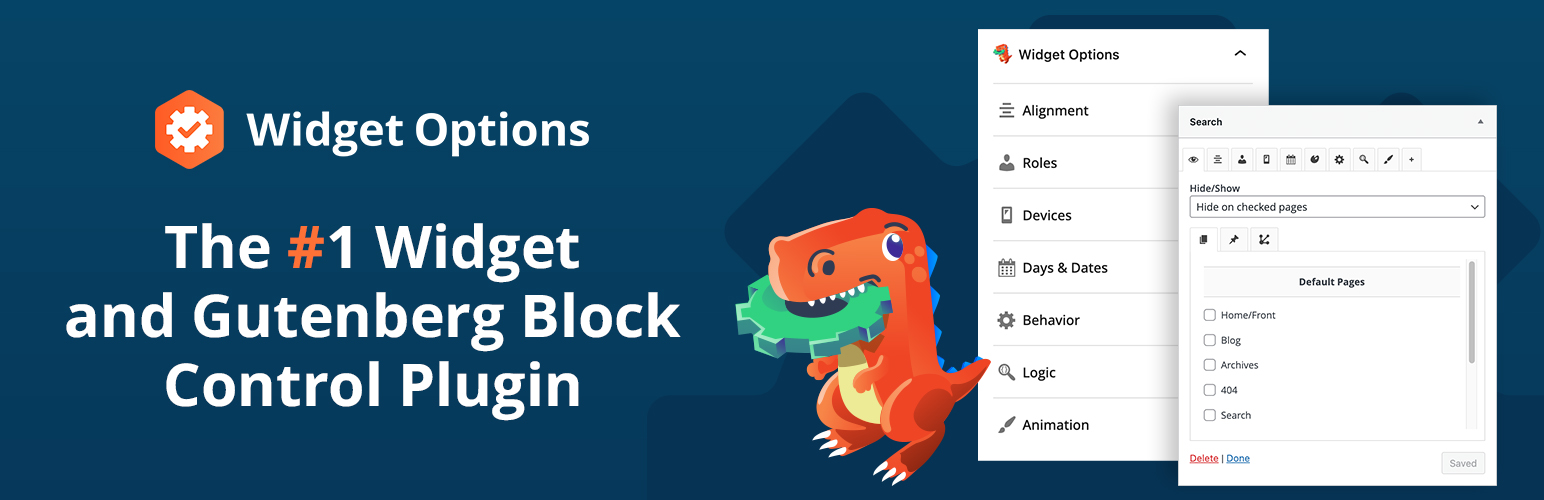 Widget Options
The #1 Widget
and Gutenberg Block
Control Plugin
Widget Options
Alignment
Roles
Devices
Days & Dates
Behavior
Logic
Animation
Search
Hide/Show
Hide on checked pages
Default Pages
Home/Front
Blog
Archives
404
Search
Delete | Done
Saved